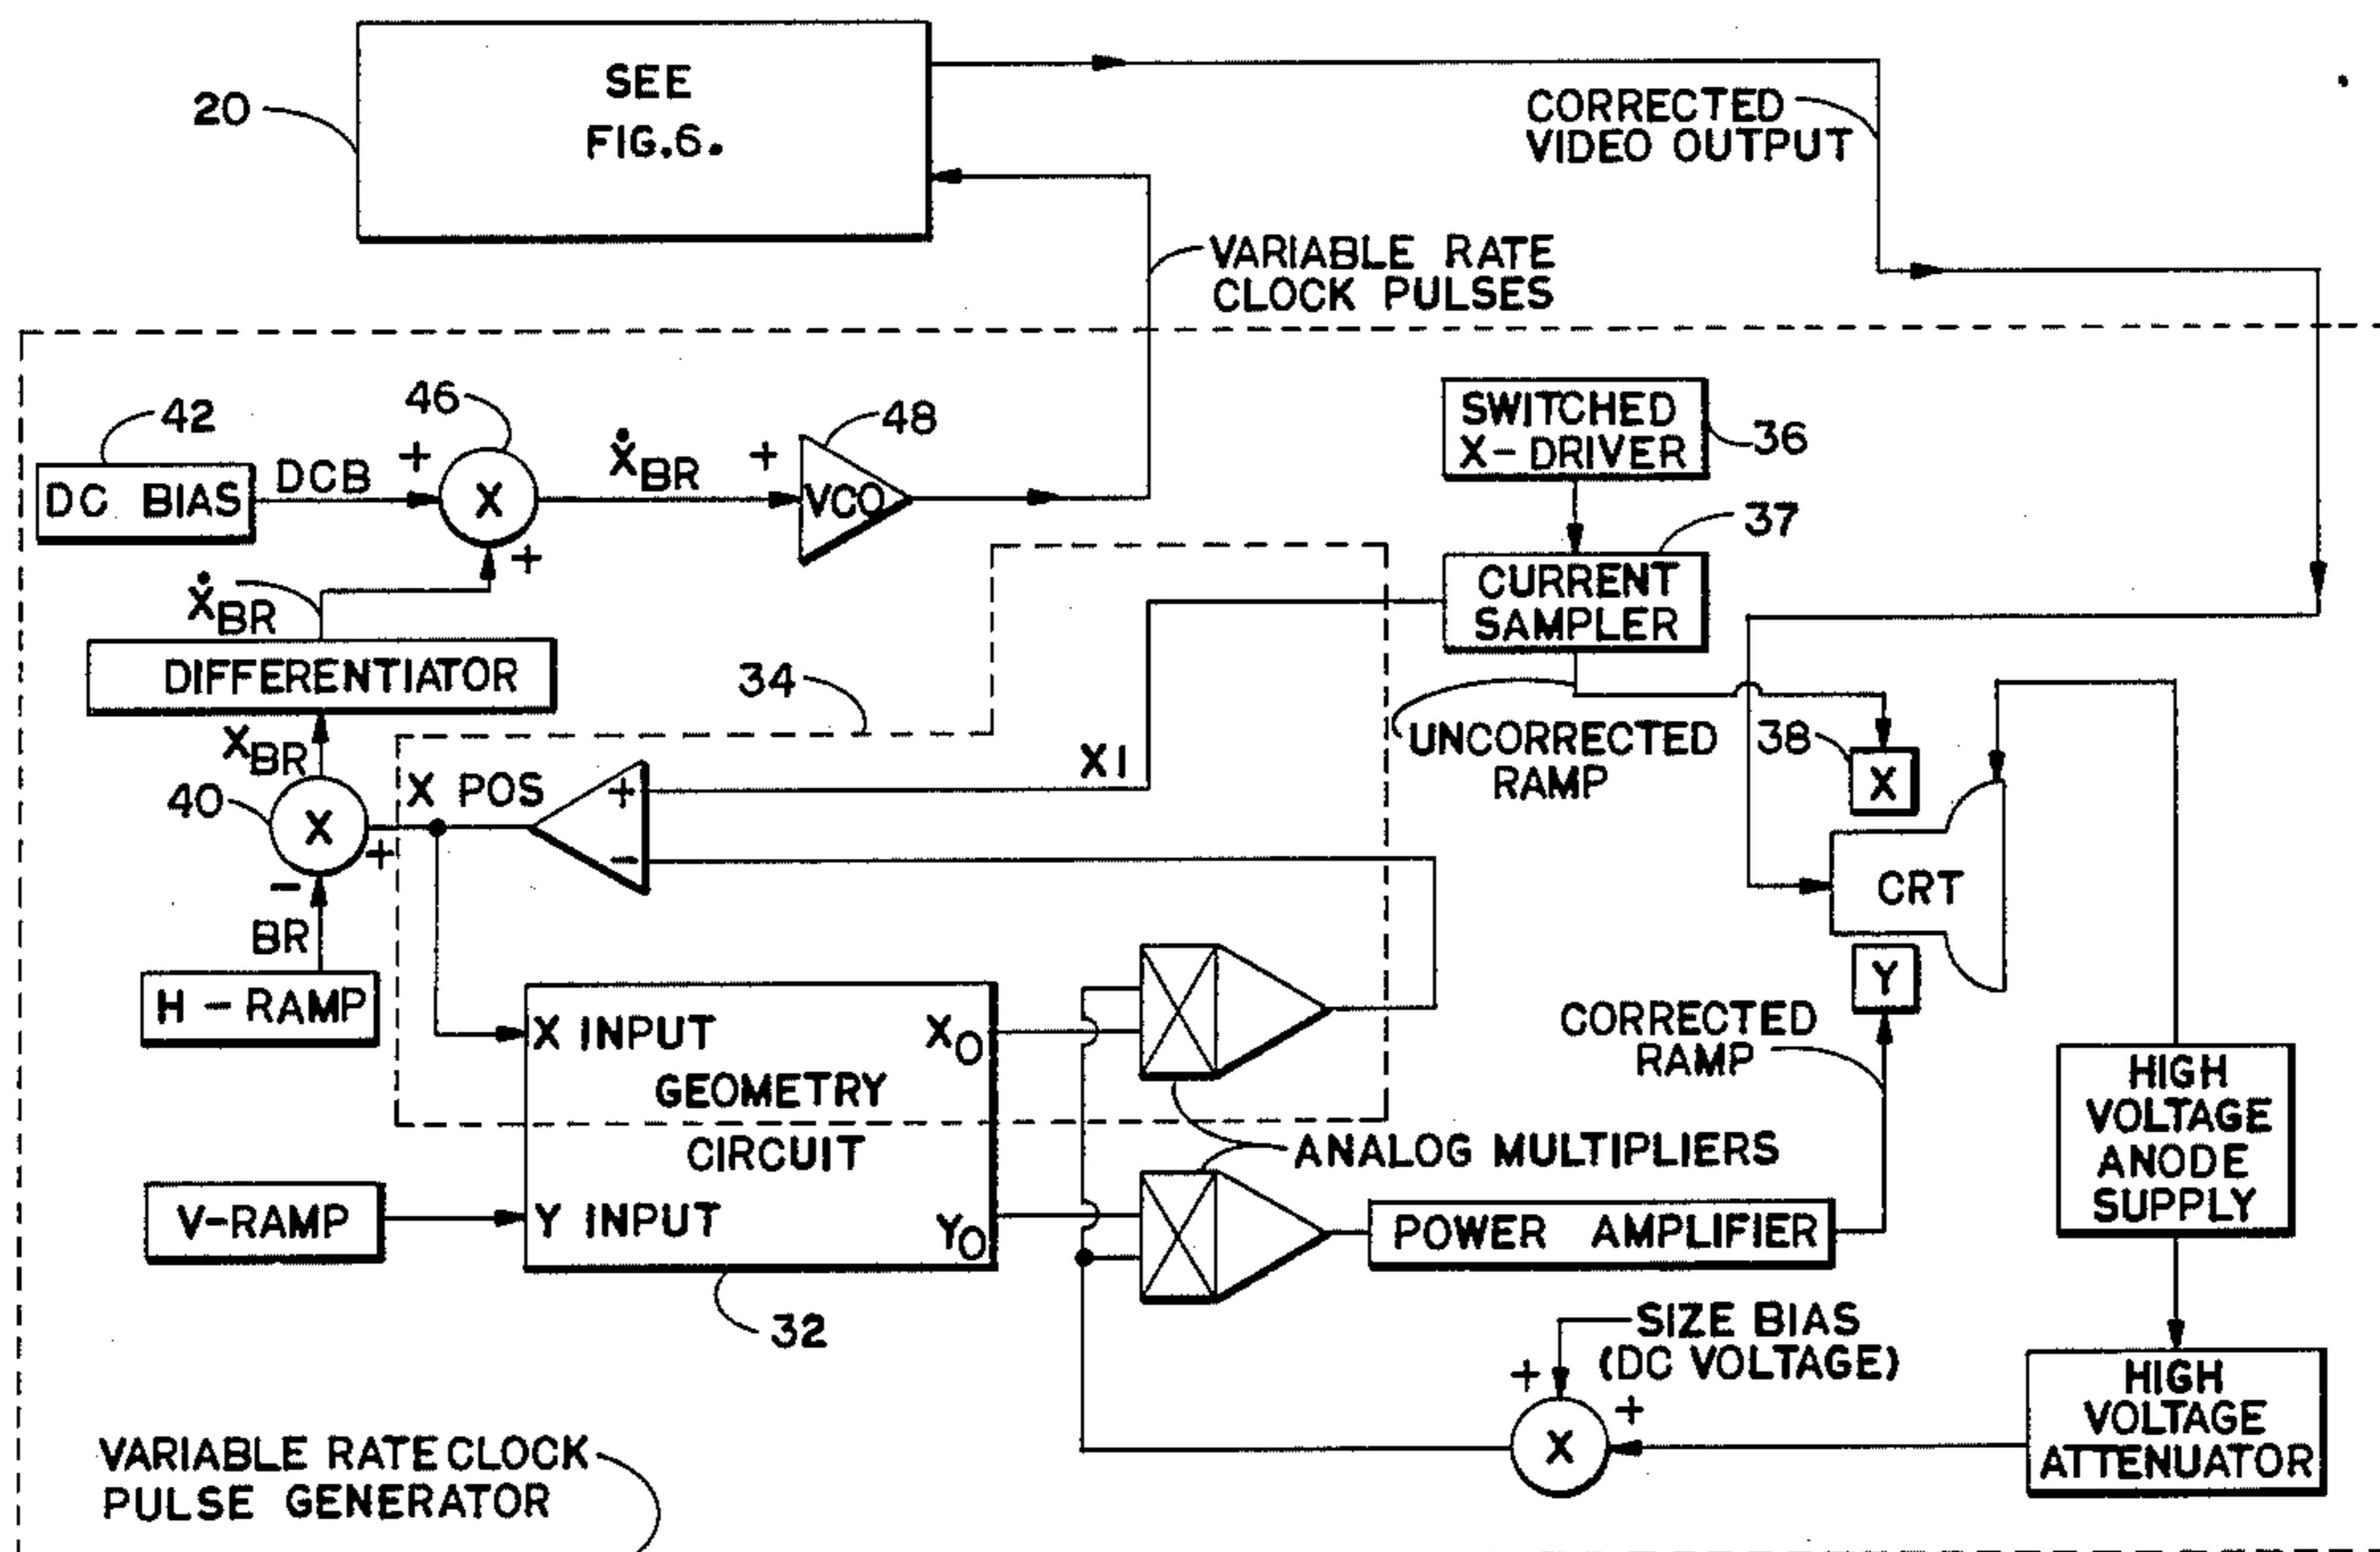 SEE
FIG.6.
20
CORRECTED
VIDEO OUTPUT
VARIABLE RATE
CLOCK PULSES
42
46
48
DC BIAS
DCB
+
X
+
ẊBR
+
VCO
SWITCHED
X-DRIVER
36
37
CURRENT
SAMPLER
ẊBR
DIFFERENTIATOR
34
XBR
40
X
+
-
BR
X POS
+
-
X1
UNCORRECTED
RAMP
38
X
CRT
Y
H-RAMP
X INPUT
XO
GEOMETRY
CIRCUIT
Y INPUT
YO
V-RAMP
32
ANALOG MULTIPLIERS
CORRECTED
RAMP
POWER AMPLIFIER
HIGH
VOLTAGE
ANODE
SUPPLY
SIZE BIAS
(DC VOLTAGE)
+
+
X
HIGH
VOLTAGE
ATTENUATOR
VARIABLE RATE CLOCK
PULSE GENERATOR